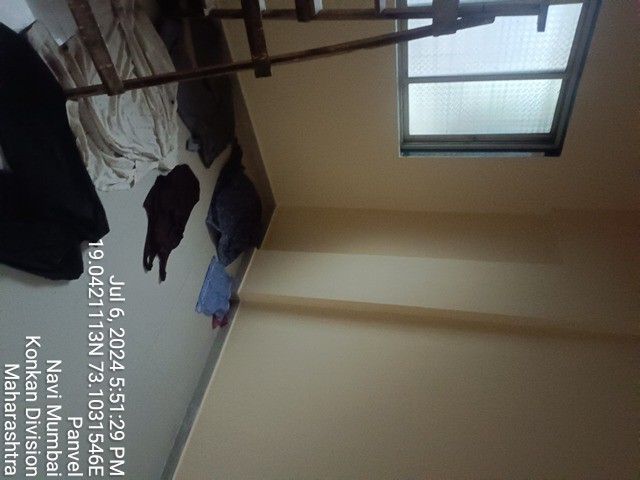 Jul 6, 2024 5:51:29 PM
19.0421113N 73.1031546E
Panvel
Navi Mumbai
Konkan Division
Maharashtra